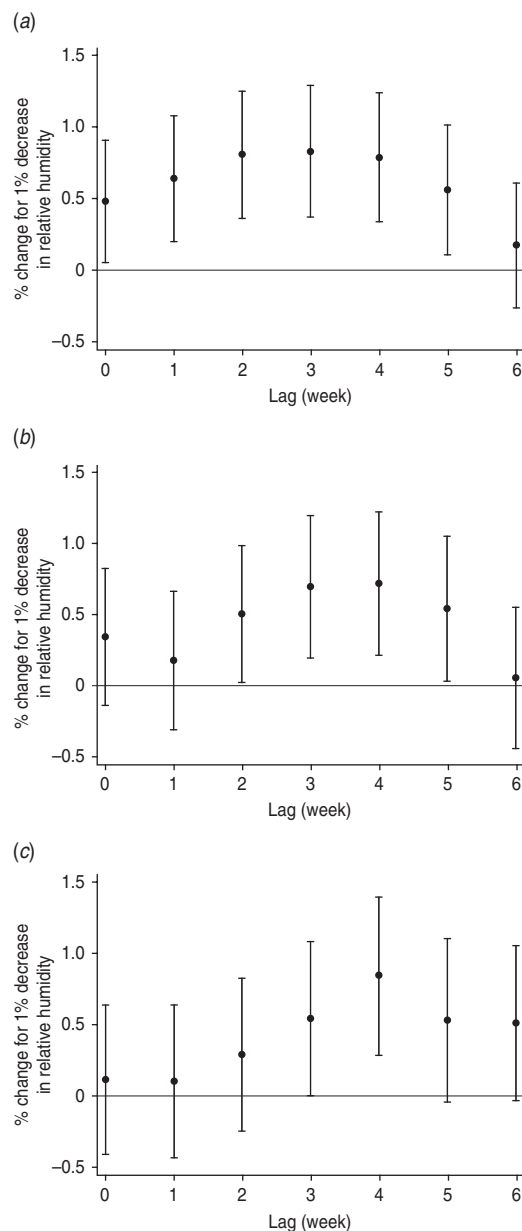 (a)
% change for 1% decrease
in relative humidity
1.5
1.0
0.5
0
–0.5
0 1 2 3 4 5 6
Lag (week)
(b)
% change for 1% decrease
in relative humidity
1.5
1.0
0.5
0
–0.5
0 1 2 3 4 5 6
Lag (week)
(c)
% change for 1% decrease
in relative humidity
1.5
1.0
0.5
0
–0.5
0 1 2 3 4 5 6
Lag (week)